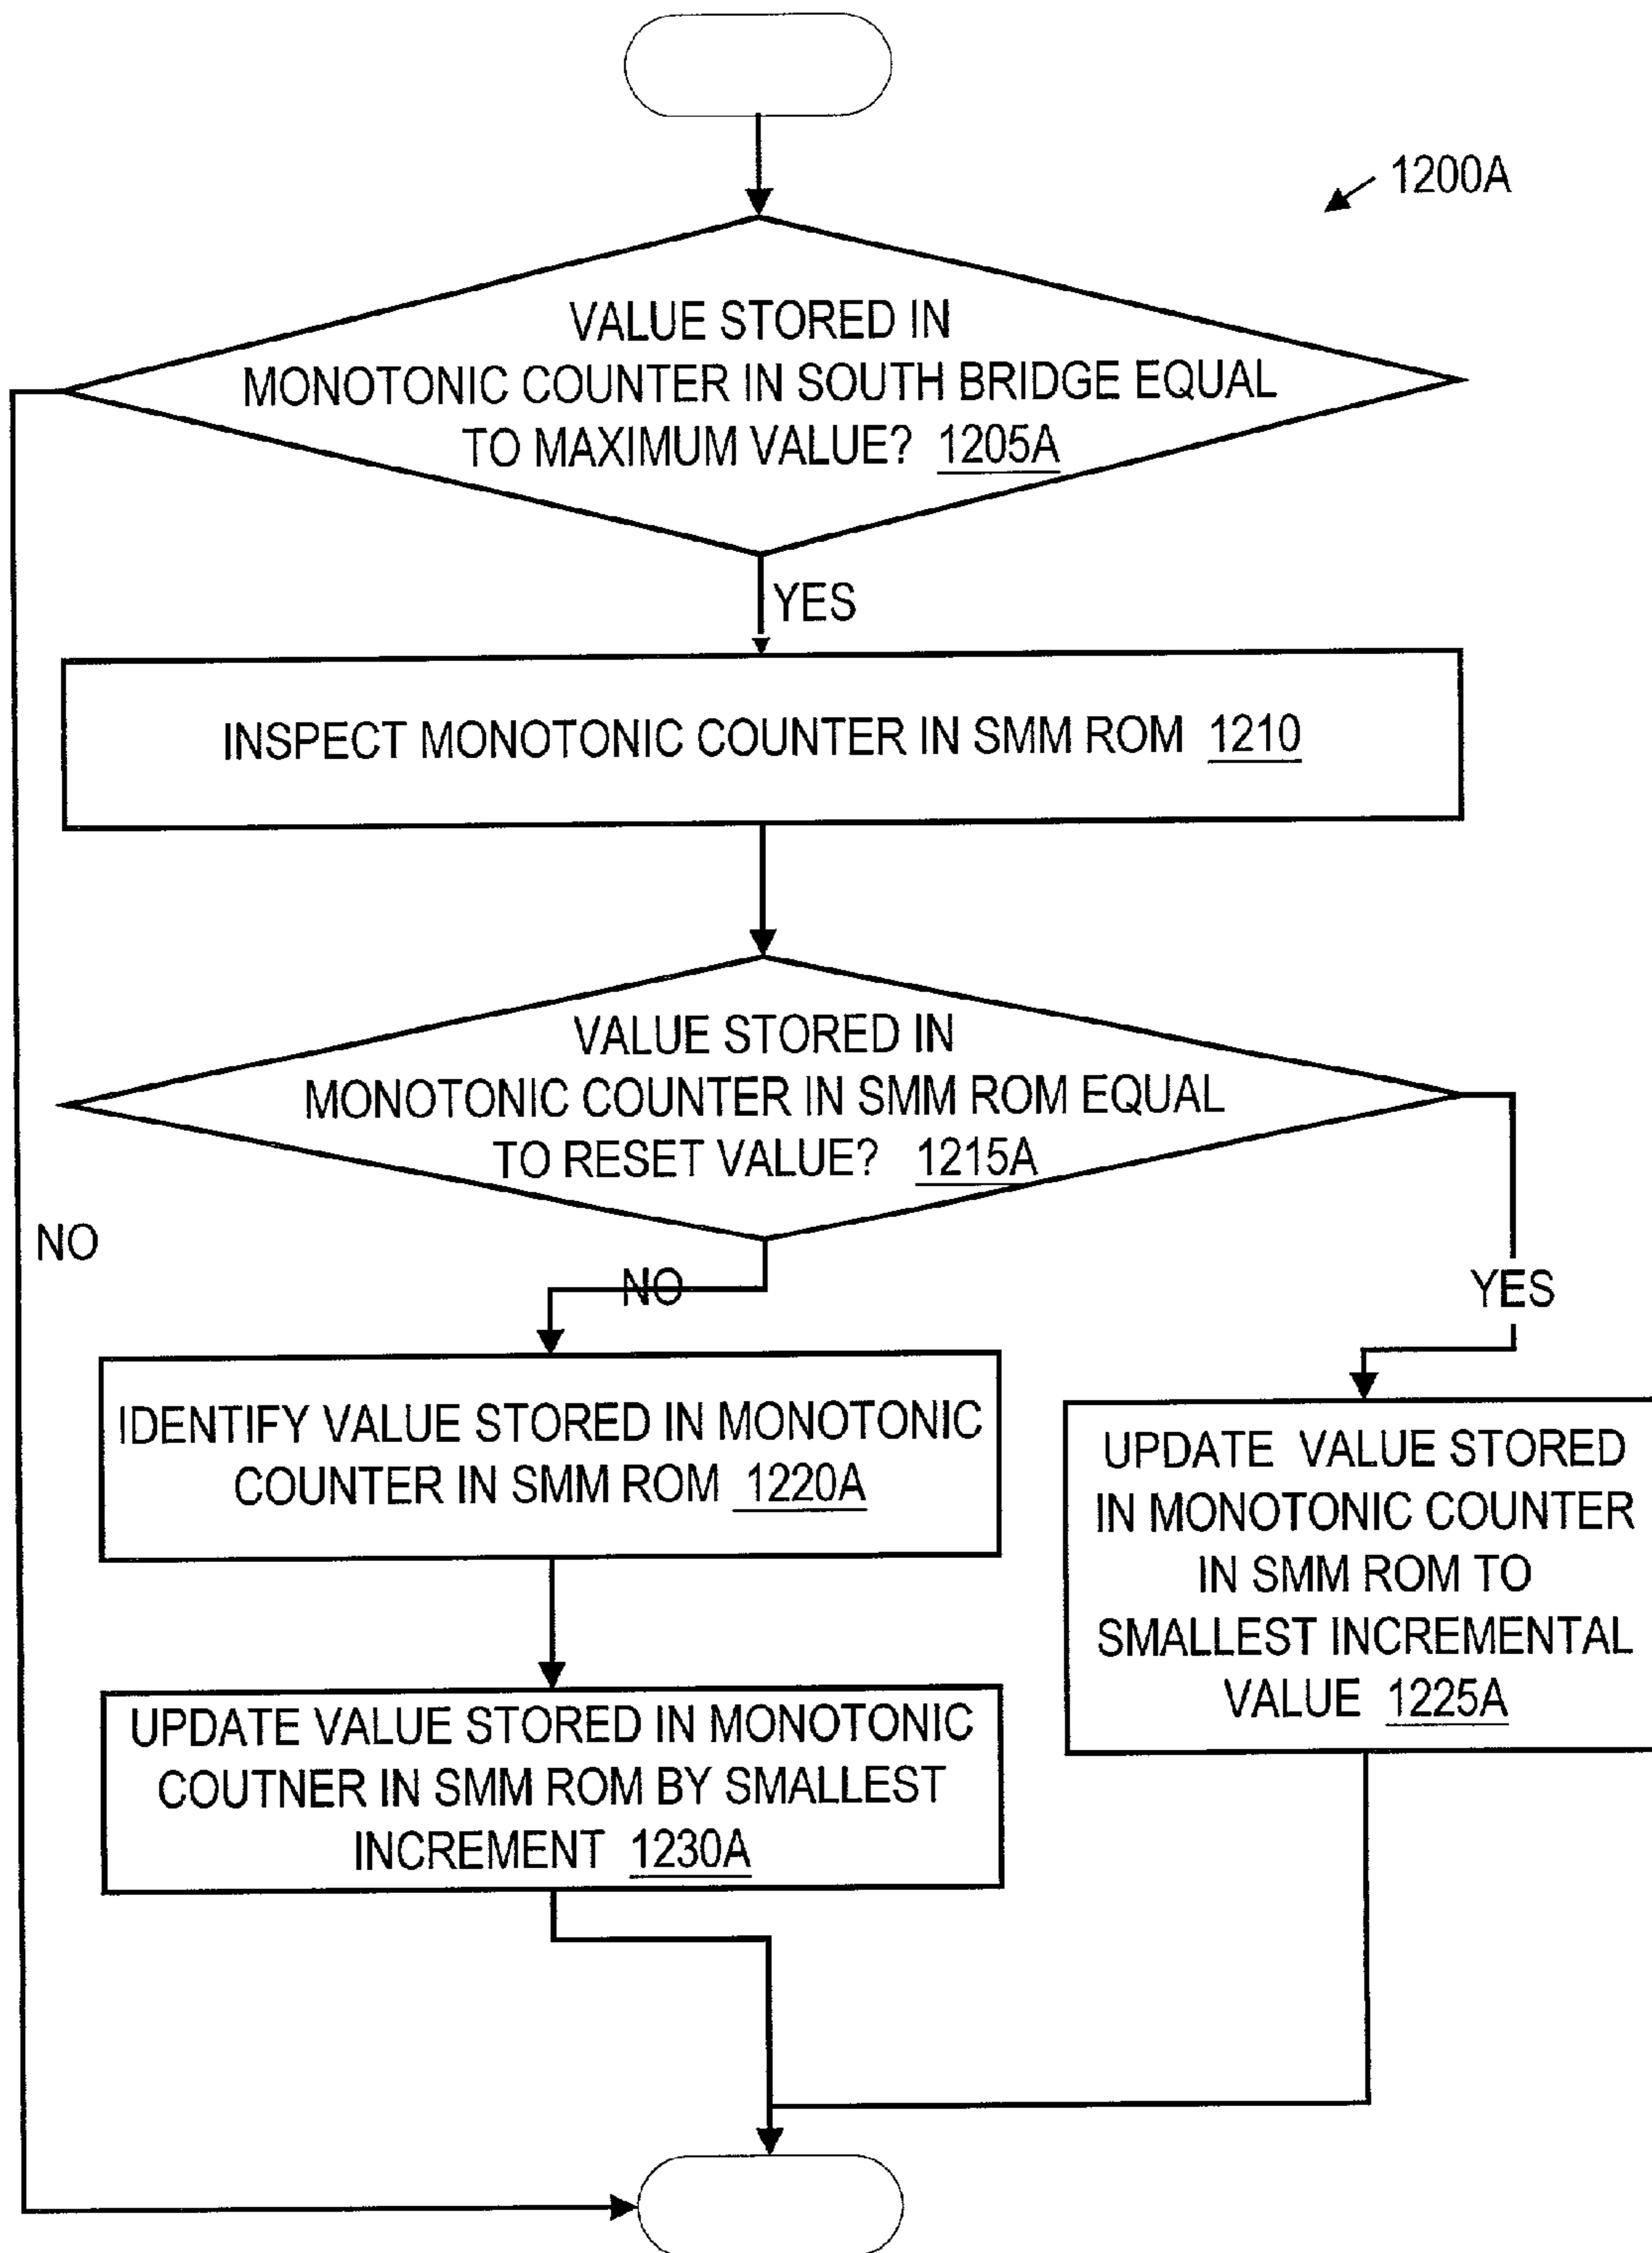 1200A
VALUE STORED IN
MONOTONIC COUNTER IN SOUTH BRIDGE EQUAL
TO MAXIMUM VALUE? 1205A
YES
INSPECT MONOTONIC COUNTER IN SMM ROM 1210
VALUE STORED IN
MONOTONIC COUNTER IN SMM ROM EQUAL
TO RESET VALUE? 1215A
NO
NO
YES
IDENTIFY VALUE STORED IN MONOTONIC
COUNTER IN SMM ROM 1220A
UPDATE VALUE STORED
IN MONOTONIC COUNTER
IN SMM ROM TO
SMALLEST INCREMENTAL
VALUE 1225A
UPDATE VALUE STORED IN MONOTONIC
COUTNER IN SMM ROM BY SMALLEST
INCREMENT 1230A